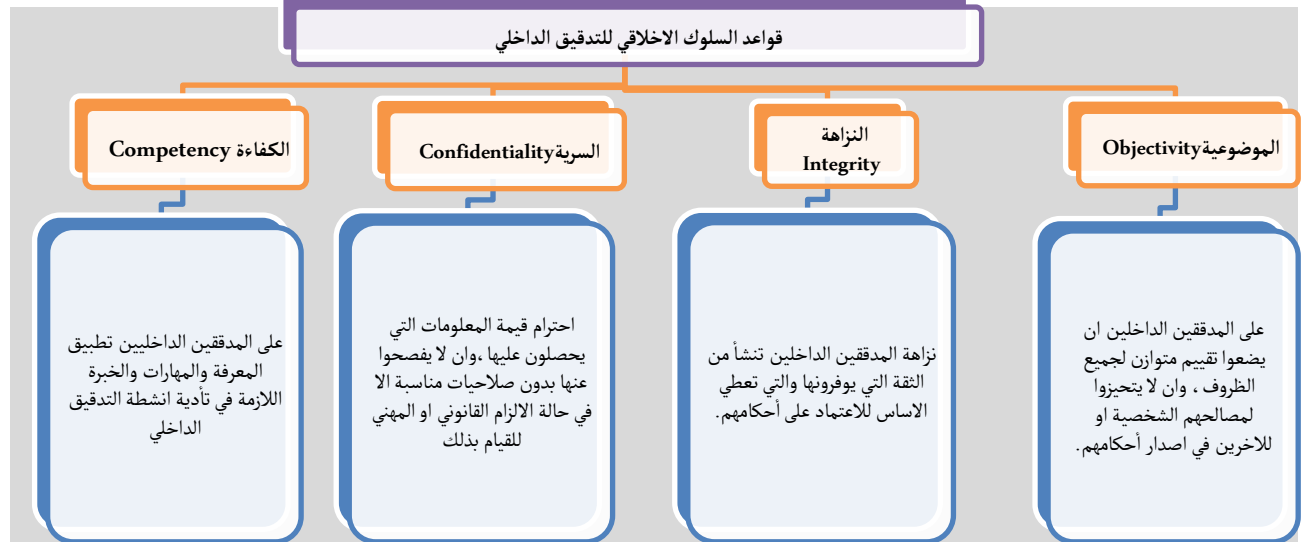 قواعد السلوك الاخلاقي للتدقيق الداخلي
الموضوعيةObjectivity
على المدققين الداخلين ان
يضعوا تقييم متوازن لجميع
الظروف ، وان لا يتحيزوا
لمصالحهم الشخصية او
للاخرين في اصدار أحكامهم.
النزاهة
Integrity
نزاهة المدققين الداخلين تنشأ من
الثقة التي يوفرونها والتي تعطي
الاساس للاعتماد على أحكامهم.
السريةConfidentiality
احترام قيمة المعلومات التي
يحصلون عليها ،وان لا يفصحوا
عنها بدون صلاحيات مناسبة الا
في حالة الالزام القانوني او المهني
للقيام بذلك
الكفاءة Competency
على المدققين الداخليين تطبيق
المعرفة والمهارات والخبرة
اللازمة في تأدية انشطة التدقيق
الداخلي